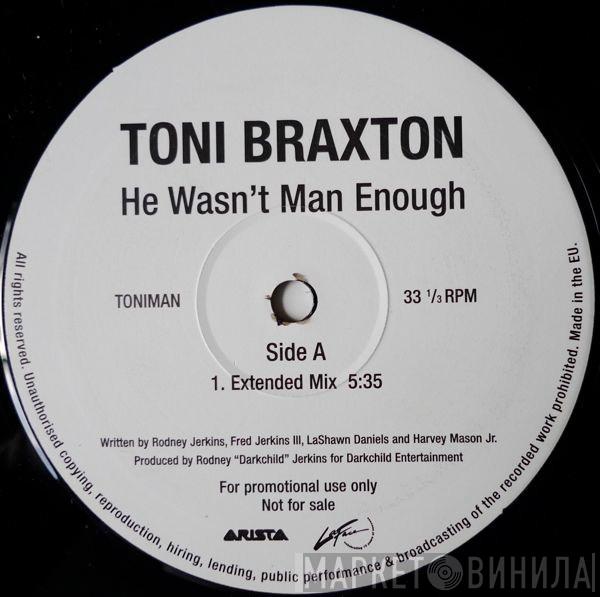 TONI BRAXTON
He Wasn't Man Enough
TONIMAN
33 1/3 RPM
Side A
1. Extended Mix 5:35
Written by Rodney Jerkins, Fred Jerkins III, LaShawn Daniels and Harvey Mason Jr.
Produced by Rodney "Darkchild" Jerkins for Darkchild Entertainment
For promotional use only
Not for sale
ARISTA
LaFace
All rights reserved. Unauthorised copying, reproduction, hiring, lending, public performance & broadcasting of the recorded work prohibited. Made in the EU.
МАРКЕТ ВИНИЛА